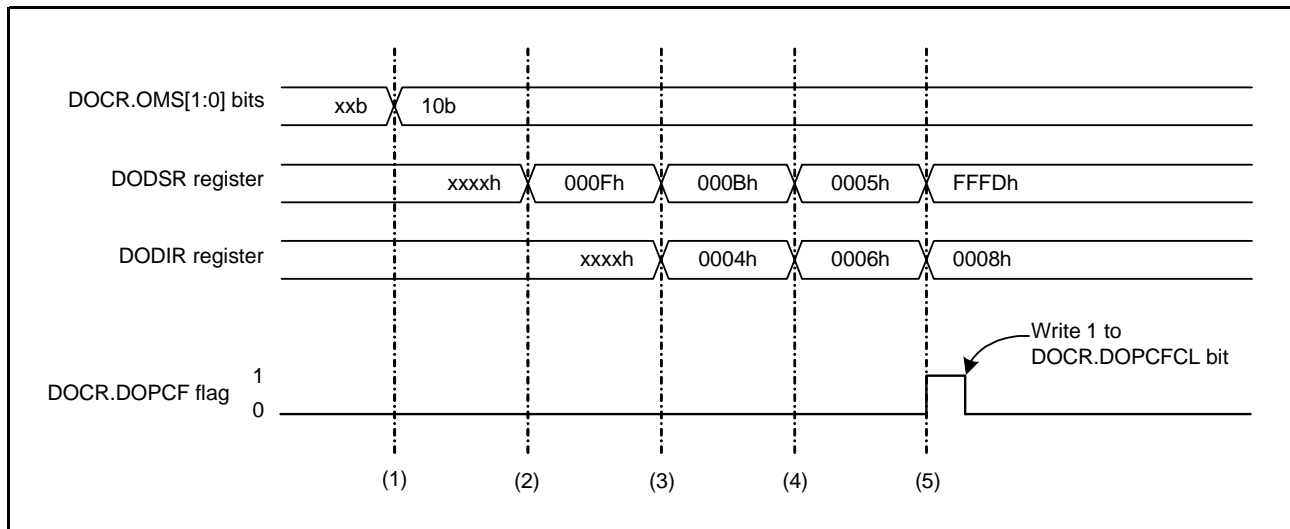 DOCR.OMS[1:0] bits xxb 10b
DODSR register xxxxh 000Fh 000Bh 0005h FFFDh
DODIR register xxxxh 0004h 0006h 0008h
Write 1 to
DOCR.DOPCFCL bit
DOCR.DOPCF flag 1
0
(1) (2) (3) (4) (5)